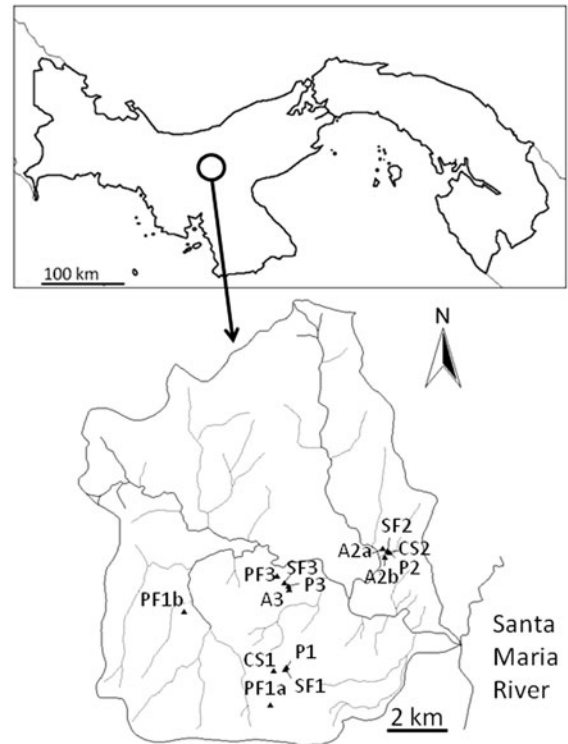 100 km
N
SF2
A2a
CS2
A2b
P2
SF3
PF3
P3
A3
PF1b
P1
CS1
SF1
PF1a
Santa
Maria
River
2 km